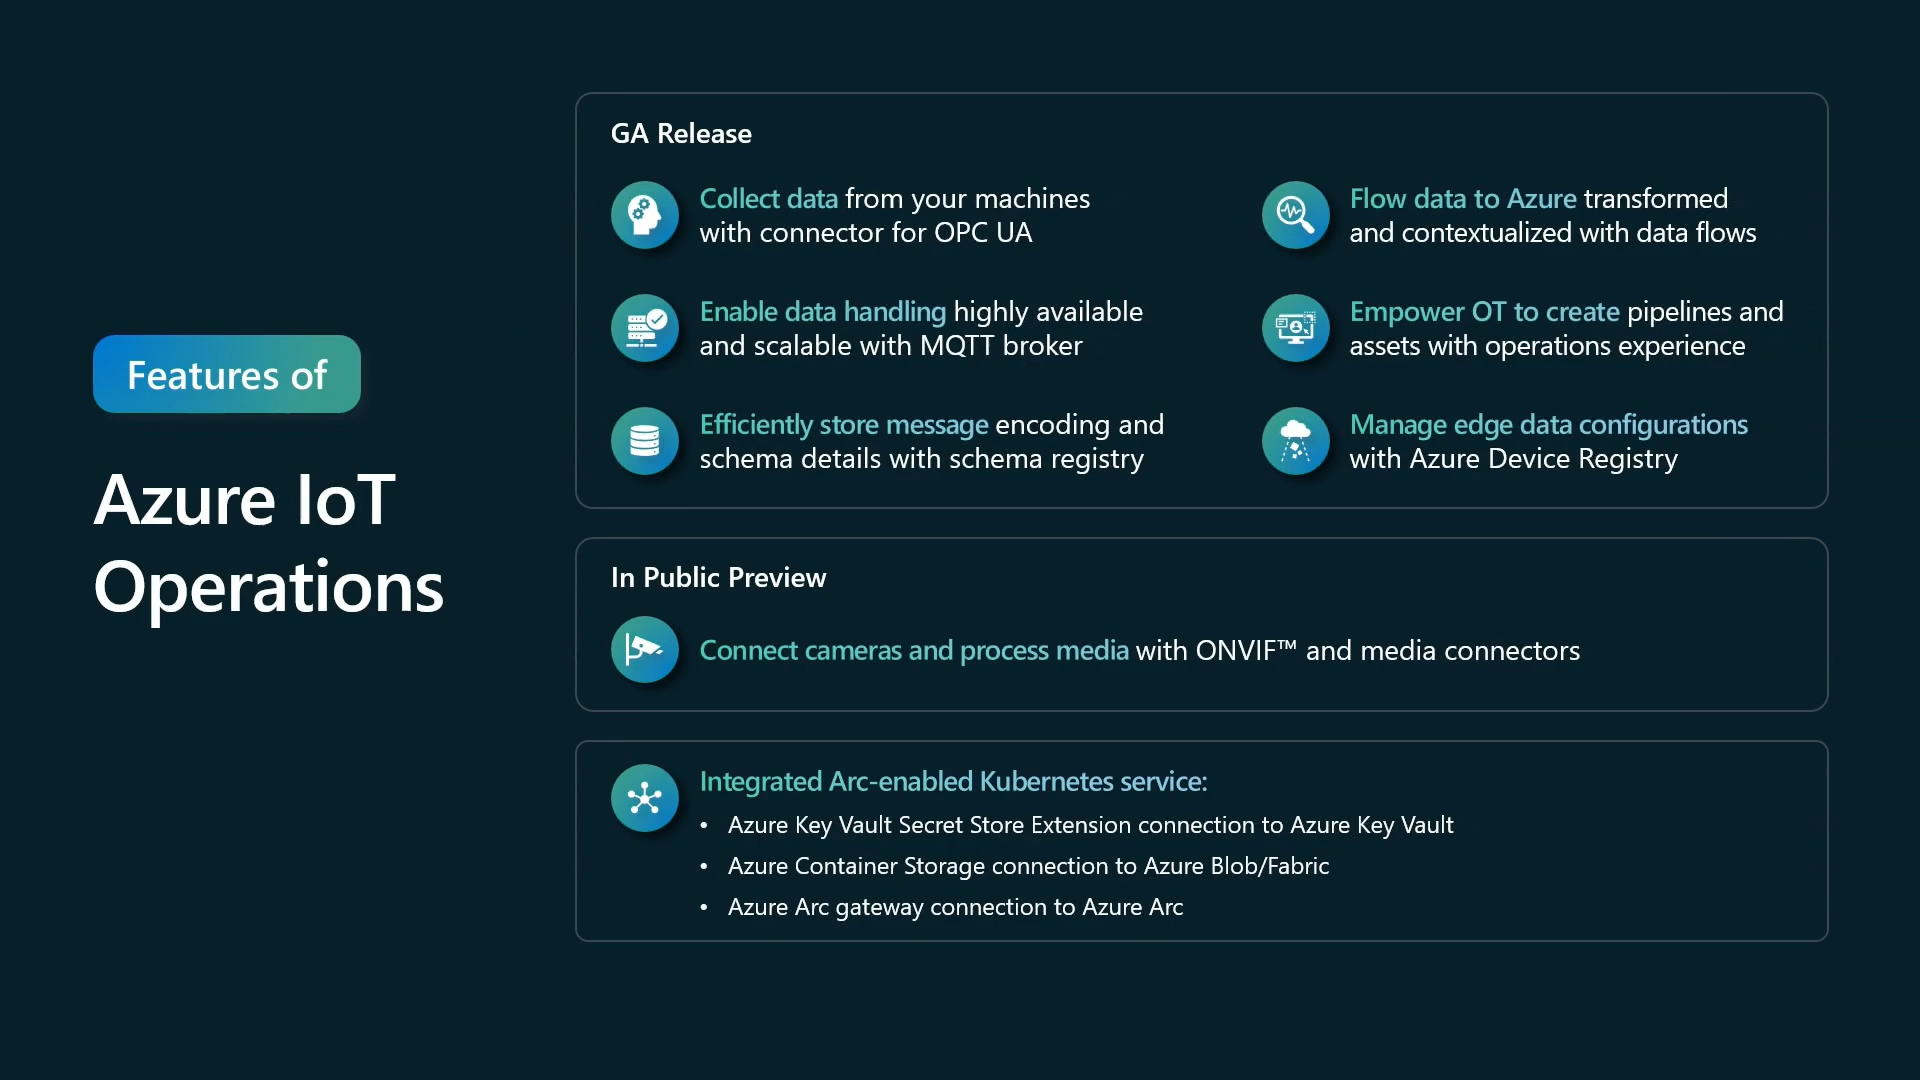 Features of
Azure IoT
Operations
GA Release
Collect data from your machines
with connector for OPC UA
Flow data to Azure transformed
and contextualized with data flows
Enable data handling highly available
and scalable with MQTT broker
Empower OT to create pipelines and
assets with operations experience
Efficiently store message encoding and
schema details with schema registry
Manage edge data configurations
with Azure Device Registry
In Public Preview
Connect cameras and process media with ONVIF™ and media connectors
Integrated Arc-enabled Kubernetes service:
• Azure Key Vault Secret Store Extension connection to Azure Key Vault
• Azure Container Storage connection to Azure Blob/Fabric
• Azure Arc gateway connection to Azure Arc